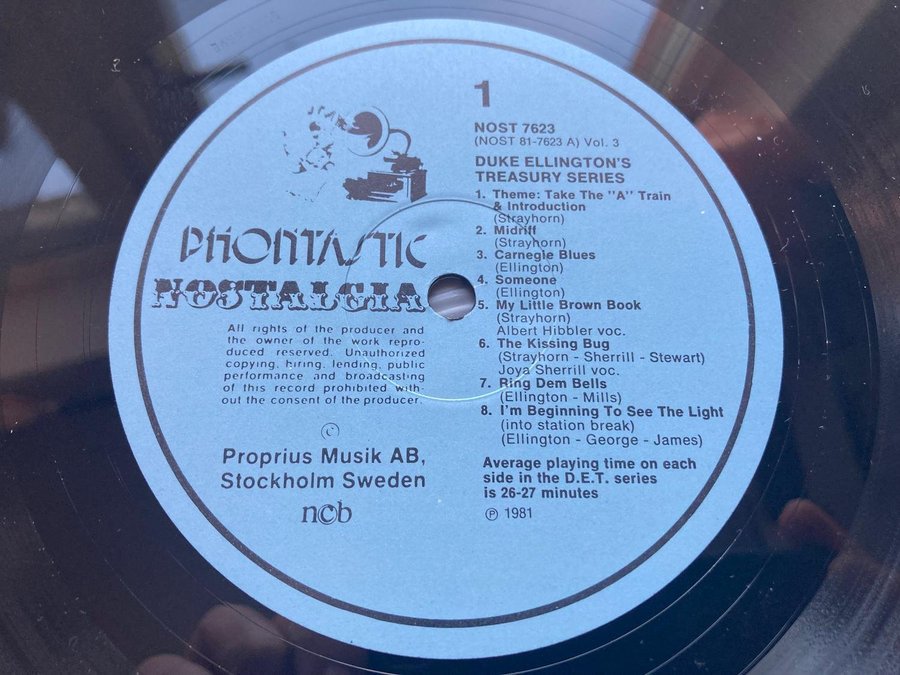 1
NOST 7623
(NOST 81-7623 A) Vol. 3
DUKE ELLINGTON'S
TREASURY SERIES
1. Theme: Take The "A" Train
& Introduction
(Strayhorn)
2. Midriff
(Strayhorn)
3. Carnegie Blues
(Ellington)
4. Someone
(Ellington)
5. My Little Brown Book
(Strayhorn)
Albert Hibbler voc.
6. The Kissing Bug
(Strayhorn - Sherrill - Stewart)
Joya Sherrill voc.
7. Ring Dem Bells
(Ellington - Mills)
8. I'm Beginning To See The Light
(into station break)
(Ellington - George - James)
Average playing time on each
side in the D.E.T. series
is 26-27 minutes
℗ 1981
PHONTASTIC
NOSTALGIA
All rights of the producer and
the owner of the work repro-
duced reserved. Unauthorized
copying, hiring, lending, public
performance and broadcasting
of this record prohibited with-
out the consent of the producer.
©
Proprius Musik AB,
Stockholm Sweden
ncb